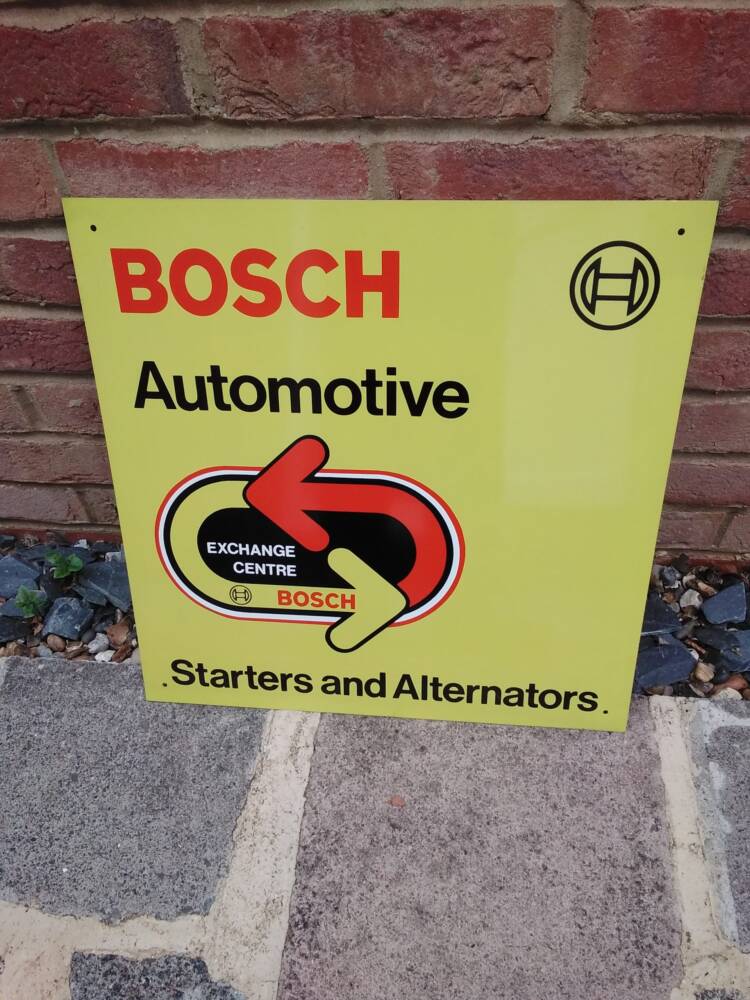 BOSCH
Automotive
EXCHANGE
CENTRE
BOSCH
Starters and Alternators